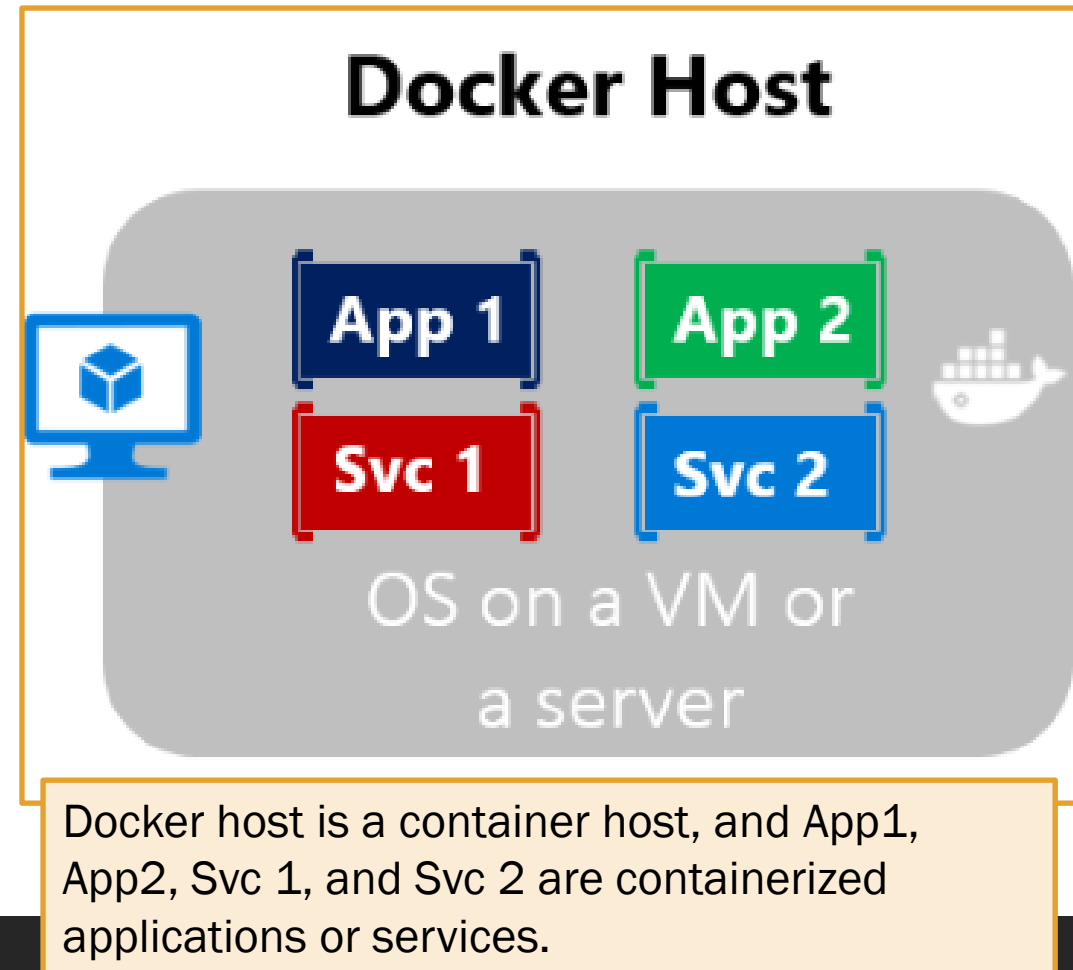 Docker Host
App 1
App 2
Svc 1
Svc 2
OS on a VM or
a server
Docker host is a container host, and App1,
App2, Svc 1, and Svc 2 are containerized
applications or services.